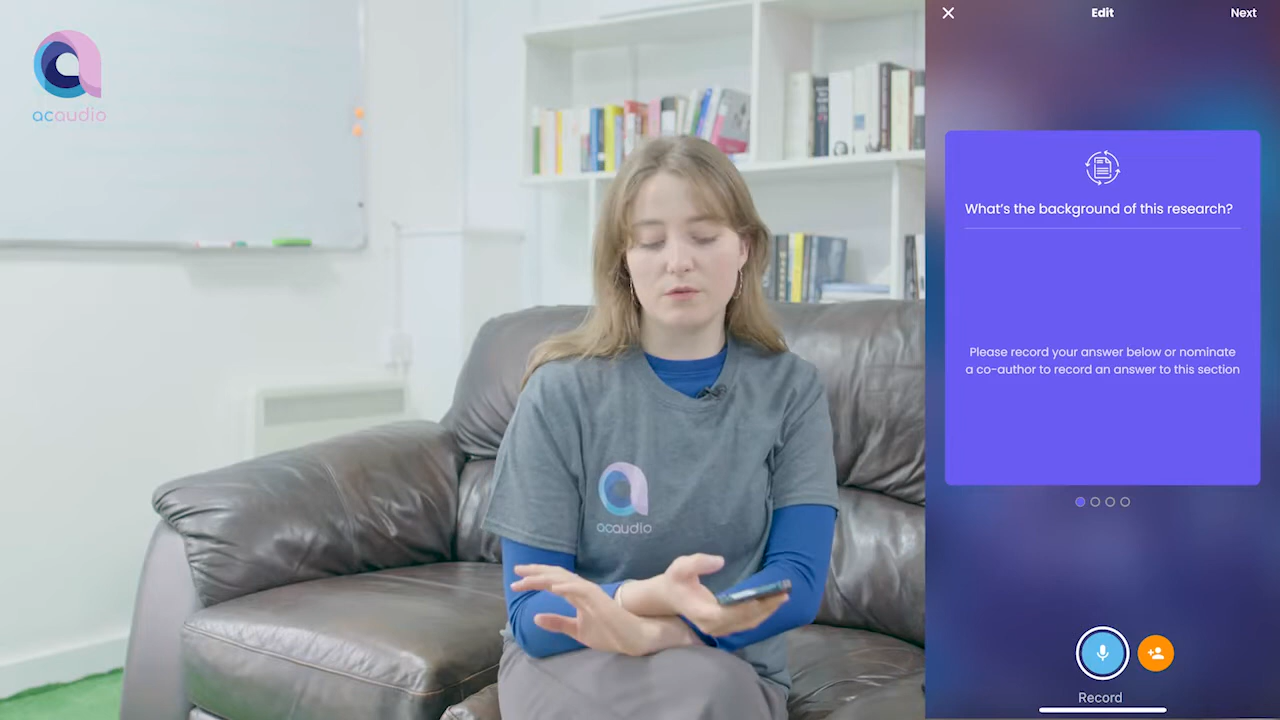 acaudio
acaudio
Edit
Next
What's the background of this research?
Please record your answer below or nominate
a co-author to record an answer to this section
Record